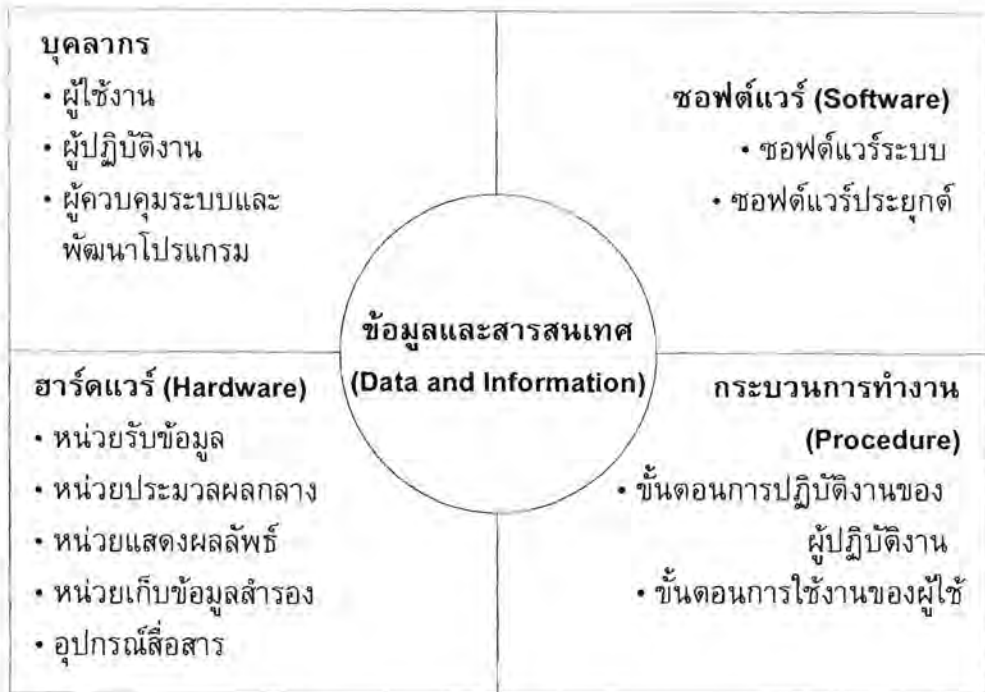 บุคลากร
• ผู้ใช้งาน
• ผู้ปฏิบัติงาน
• ผู้ควบคุมระบบและ
พัฒนาโปรแกรม
ซอฟต์แวร์ (Software)
• ซอฟต์แวร์ระบบ
• ซอฟต์แวร์ประยุกต์
ข้อมูลและสารสนเทศ
(Data and Information)
ฮาร์ดแวร์ (Hardware)
• หน่วยรับข้อมูล
• หน่วยประมวลผลกลาง
• หน่วยแสดงผลลัพธ์
• หน่วยเก็บข้อมูลสำรอง
• อุปกรณ์สื่อสาร
กระบวนการทำงาน
(Procedure)
• ขั้นตอนการปฏิบัติงานของ
ผู้ปฏิบัติงาน
• ขั้นตอนการใช้งานของผู้ใช้